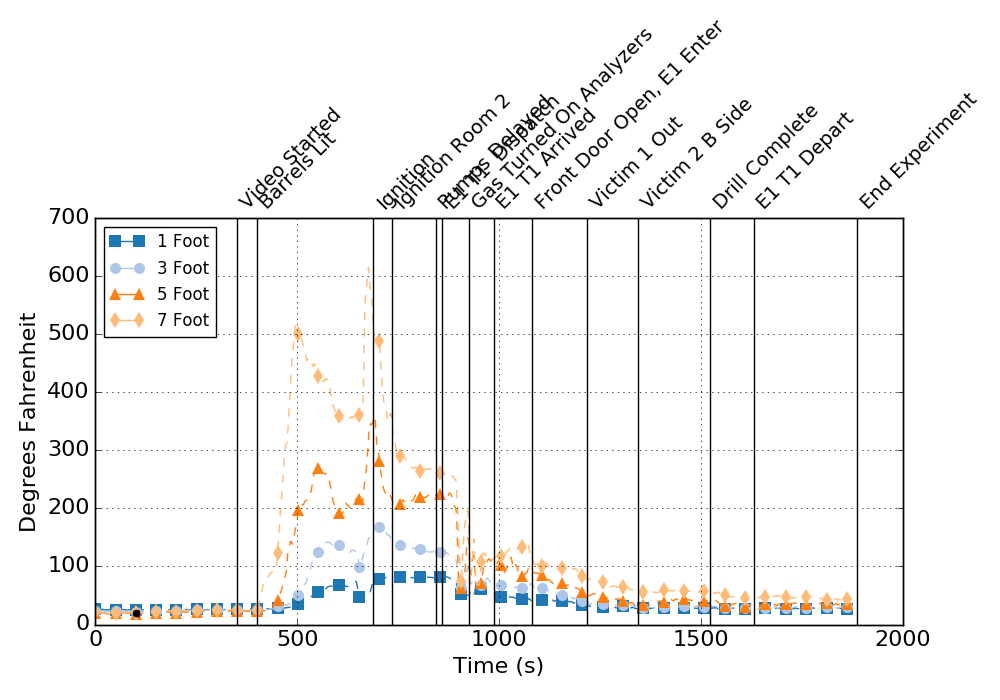 Video Started
Barrels Lit
Ignition
Ignition Room 2
Pumps Delayed
E1 T1 Dispatch
Gas Turned On Analyzers
E1 T1 Arrived
Front Door Open, E1 Enter
Victim 1 Out
Victim 2 B Side
Drill Complete
E1 T1 Depart
End Experiment
700
600
500
400
300
200
100
0
Degrees Fahrenheit
1 Foot
3 Foot
5 Foot
7 Foot
0
500
1000
1500
2000
Time (s)